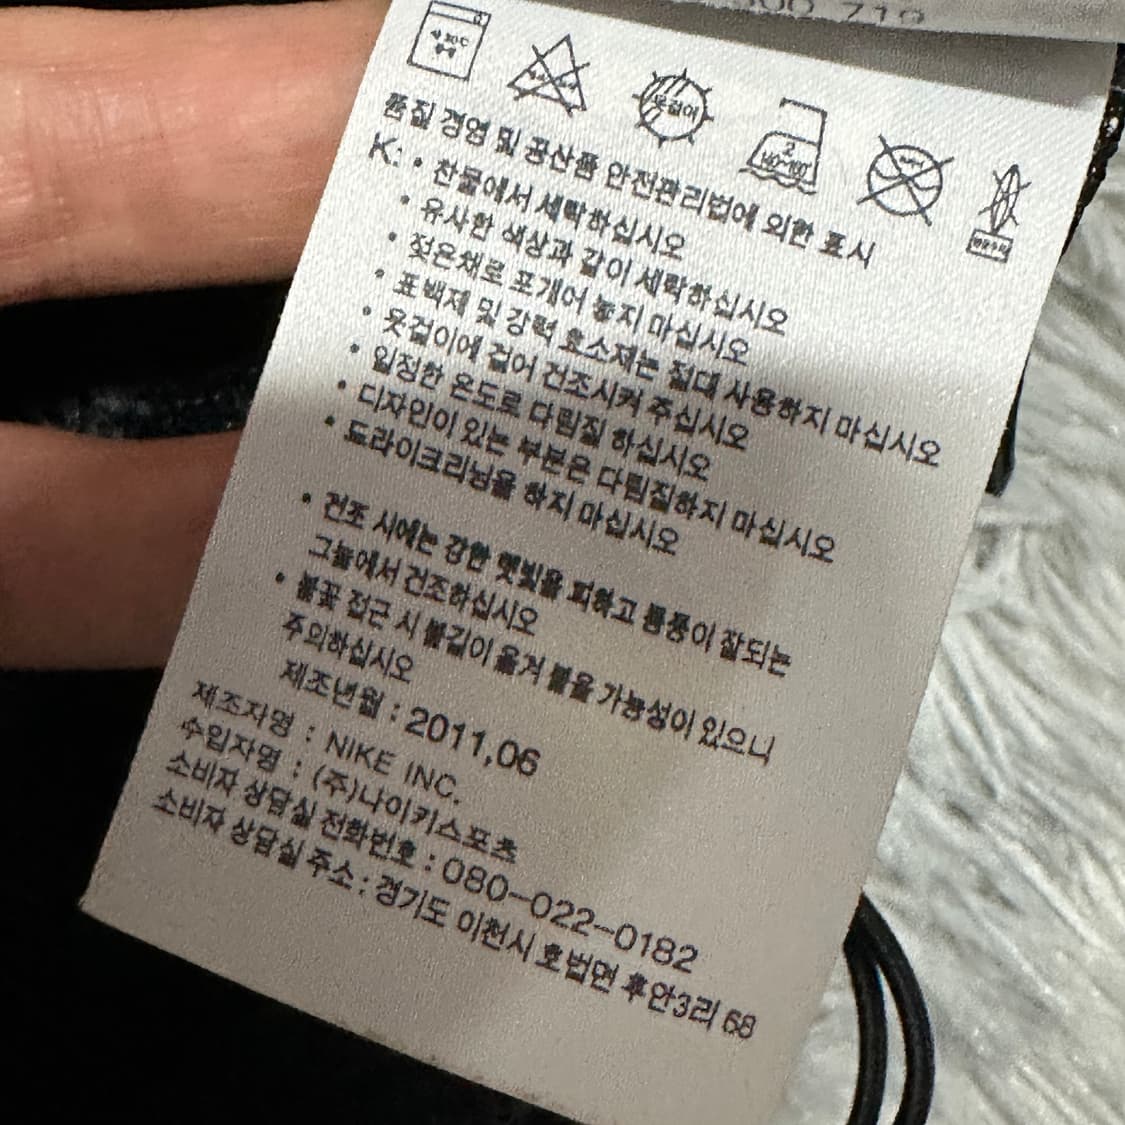 품질 경영 및 공산품 안전관리법에 의한 표시
K: • 찬물에서 세탁하십시오
• 유사한 색상과 같이 세탁하십시오
• 젖은채로 포개어 놓지 마십시오
• 표백제 및 강력 효소제는 절대 사용하지 마십시오
• 옷걸이에 걸어 건조시켜 주십시오
• 일정한 온도로 다림질 하십시오
• 디자인이 있는 부분은 다림질하지 마십시오
• 드라이크리닝을 하지 마십시오
• 건조 시에는 강한 햇빛을 피하고 통풍이 잘되는
그늘에서 건조하십시오
• 불꽃 접근 시 불길이 옮겨 붙을 가능성이 있으니
주의하십시오
제조년월 : 2011,06
제조자명 : NIKE INC.
수입자명 : (주)나이키스포츠
소비자 상담실 전화번호 : 080-022-0182
소비자 상담실 주소 : 경기도 이천시 호법면 후안3리 68